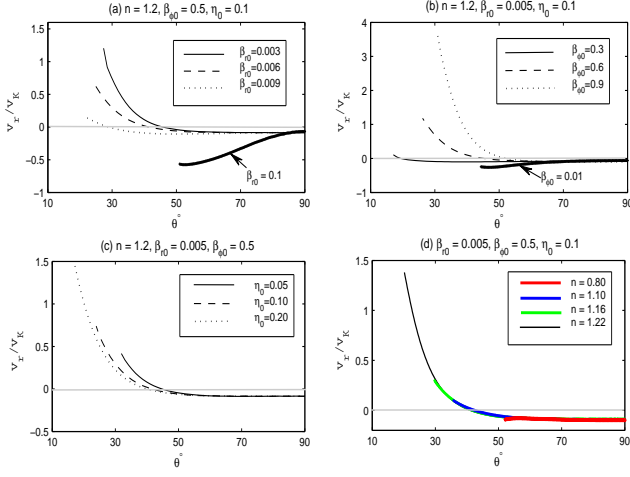 (a) n = 1.2, β_ϕ0 = 0.5, η_0 = 0.1
1.5
1
0.5
0
−0.5
−1
v_r/v_K
β_r0=0.003
β_r0=0.006
β_r0=0.009
β_r0 = 0.1
10 30 50 70 90
θ°
(b) n = 1.2, β_r0 = 0.005, η_0 = 0.1
4
3
2
1
0
−1
v_r/v_K
β_ϕ0=0.3
β_ϕ0=0.6
β_ϕ0=0.9
β_ϕ0 = 0.01
10 30 50 70 90
θ°
(c) n = 1.2, β_r0 = 0.005, β_ϕ0 = 0.5
1.5
1
0.5
0
−0.5
v_r/v_K
η_0=0.05
η_0=0.10
η_0=0.20
10 30 50 70 90
θ°
(d) β_r0 = 0.005, β_ϕ0 = 0.5, η_0 = 0.1
1.5
1
0.5
0
v_r/v_K
n = 0.80
n = 1.10
n = 1.16
n = 1.22
10 30 50 70 90
θ°